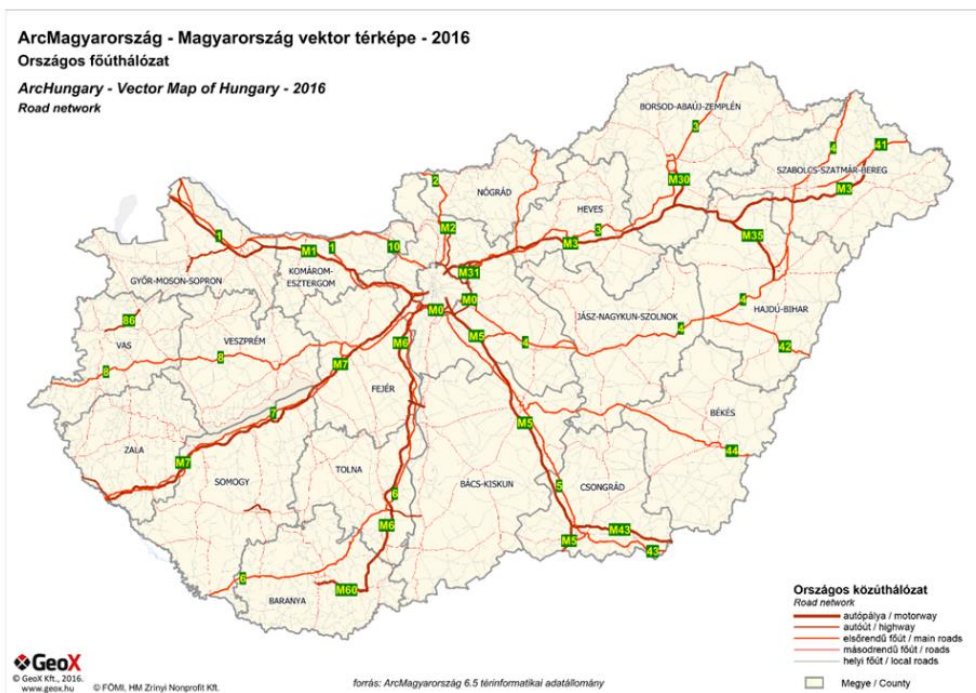 ArcMagyarország - Magyarország vektor térképe - 2016
Országos főúthálózat
ArcHungary - Vector Map of Hungary - 2016
Road network
BORSOD-ABAÚJ-ZEMPLÉN
3
41
4
SZABOLCS-SZATMÁR-BEREG
2
M30
M3
NÓGRÁD
HEVES
M2
3
M35
1
M1
1
10
M3
M31
GYŐR-MOSON-SOPRON
KOMÁROM-
ESZTERGOM
M0
4
M0
JÁSZ-NAGYKUN-SZOLNOK
HAJDÚ-BIHAR
86
4
VAS
VESZPRÉM
M6
M5
4
42
8
8
M7
FEJÉR
7
M5
BÉKÉS
ZALA
44
M7
TOLNA
SOMOGY
BÁCS-KISKUN
5
CSONGRÁD
6
M6
M43
M5
43
6
M60
BARANYA
Országos közúthálózat
Road network
autópálya / motorway
autóút / highway
elsőrendű főút / main roads
másodrendű főút / roads
helyi főút / local roads
Megye / County
GeoX
© GeoX Kft., 2016.
www.geox.hu
© FÖMI, HM Zrínyi Nonprofit Kft.
forrás: ArcMagyarország 6.5 térinformatikai adatállomány